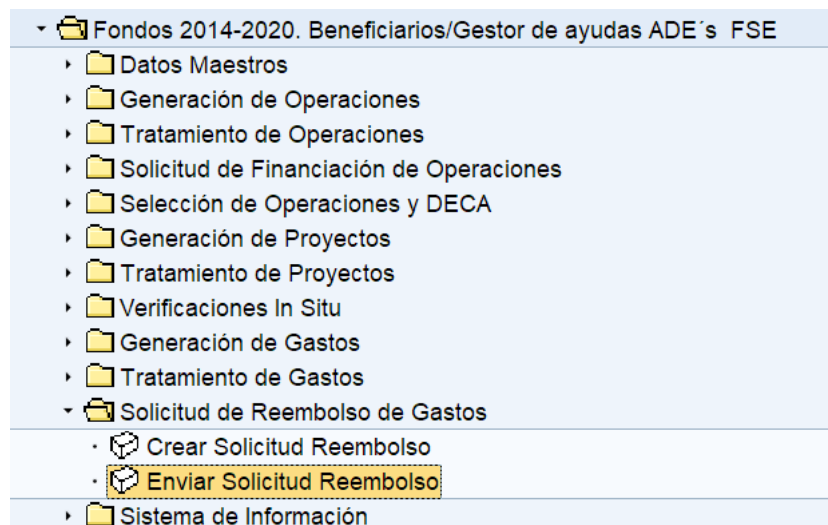 Fondos 2014-2020. Beneficiarios/Gestor de ayudas ADE´s FSE
Datos Maestros
Generación de Operaciones
Tratamiento de Operaciones
Solicitud de Financiación de Operaciones
Selección de Operaciones y DECA
Generación de Proyectos
Tratamiento de Proyectos
Verificaciones In Situ
Generación de Gastos
Tratamiento de Gastos
Solicitud de Reembolso de Gastos
Crear Solicitud Reembolso
Enviar Solicitud Reembolso
Sistema de Información